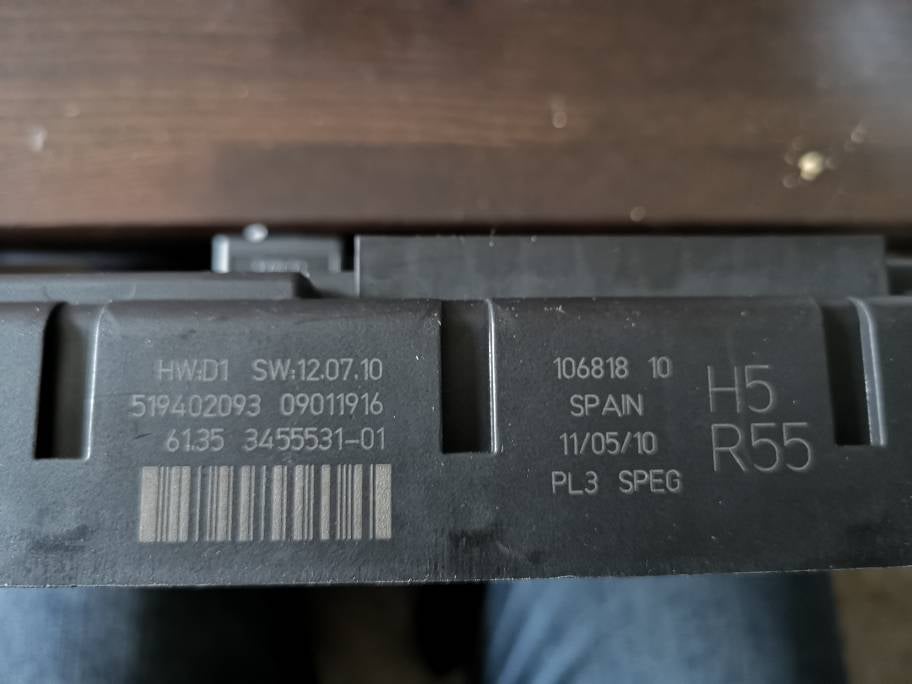 HW:D1 SW:12.07.10
519402093 09011916
61.35 3455531-01
106818 10
SPAIN
11/05/10
PL3 SPEG
H5
R55